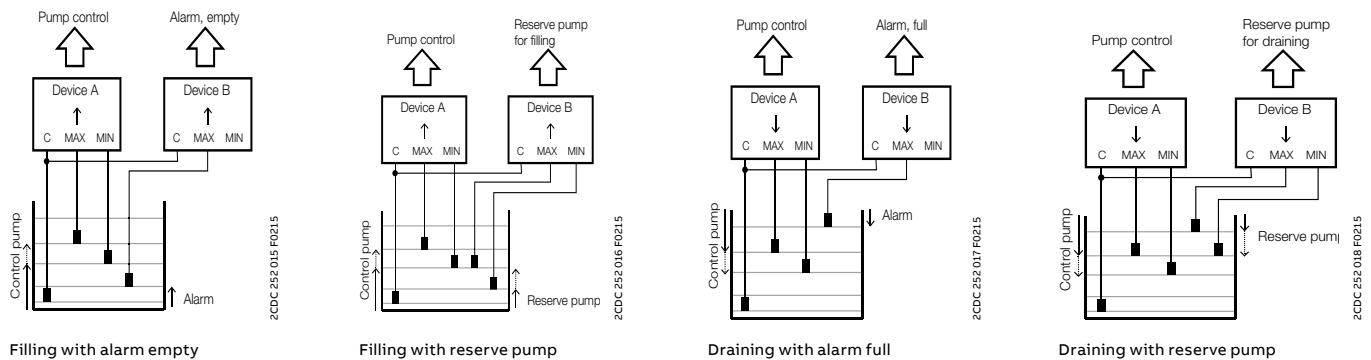 Pump control
Alarm, empty
Device A
Device B
C MAX MIN
C MAX MIN
Control pump
Alarm
2CDC 252 015 F0215
Filling with alarm empty
Pump control
Reserve pump
for filling
Device A
Device B
C MAX MIN
C MAX MIN
Control pump
Reserve pump
2CDC 252 016 F0215
Filling with reserve pump
Pump control
Alarm, full
Device A
Device B
C MAX MIN
C MAX MIN
Control pump
Alarm
2CDC 252 017 F0215
Draining with alarm full
Pump control
Reserve pump
for draining
Device A
Device B
C MAX MIN
C MAX MIN
Control pump
Reserve pump
2CDC 252 018 F0215
Draining with reserve pump